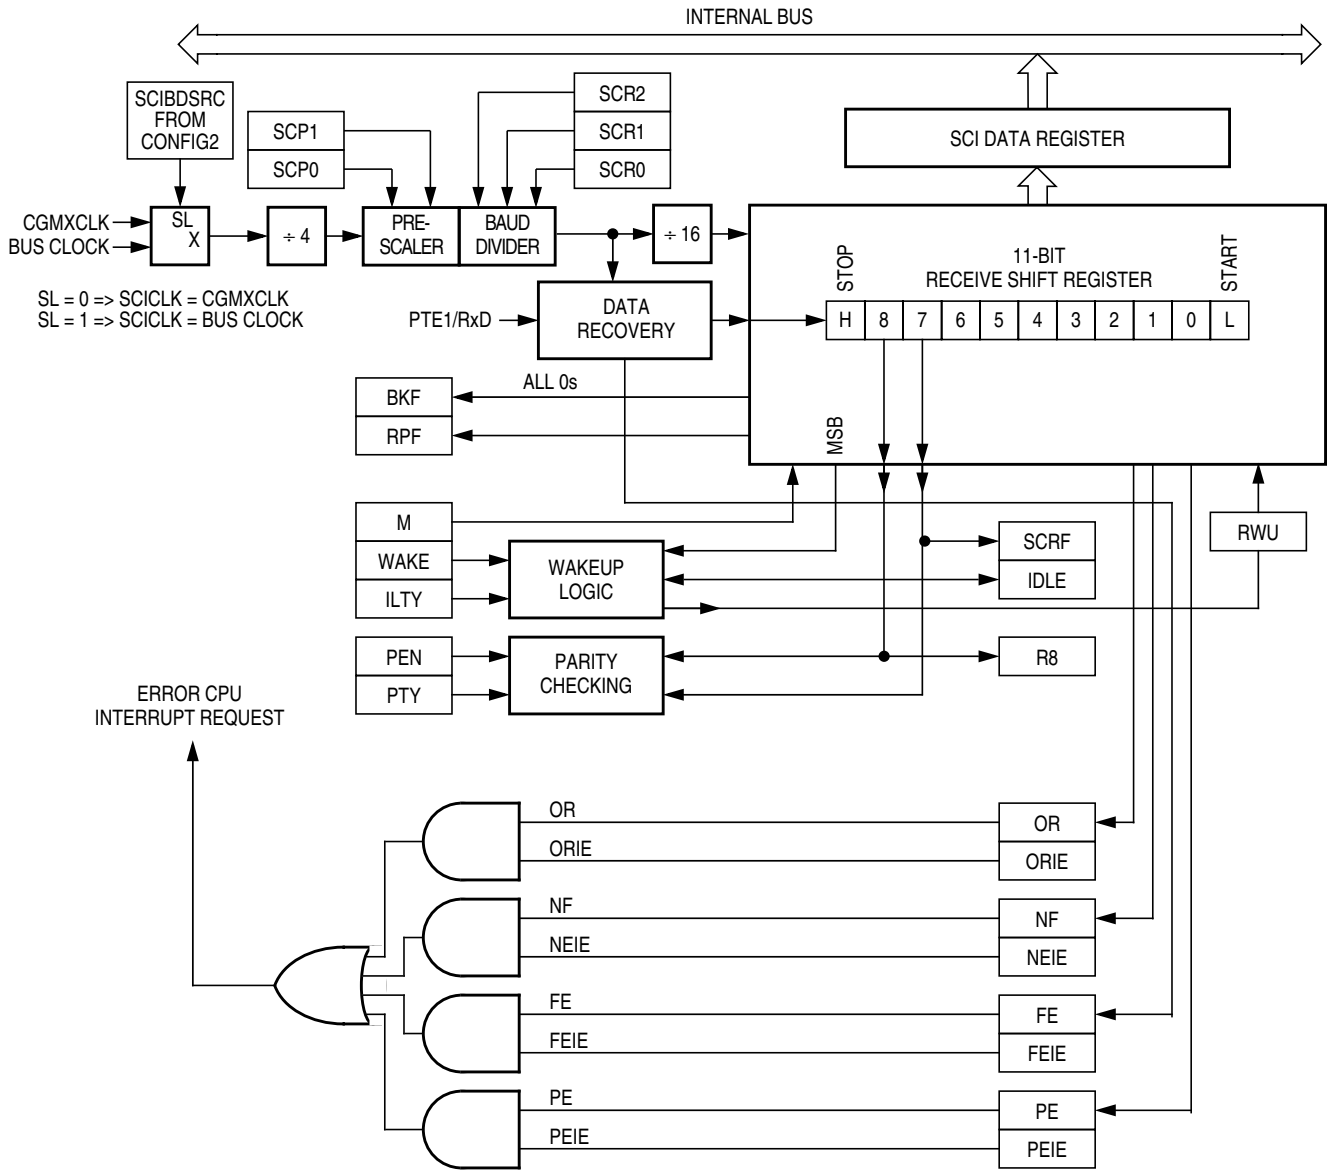 INTERNAL BUS
SCIBDSRC
FROM
CONFIG2
SCP1
SCP0
SCR2
SCR1
SCR0
SCI DATA REGISTER
CGMXCLK
BUS CLOCK
SL
X
÷ 4
PRE-
SCALER
BAUD
DIVIDER
÷ 16
SL = 0 => SCICLK = CGMXCLK
SL = 1 => SCICLK = BUS CLOCK
PTE1/RxD
DATA
RECOVERY
STOP
11-BIT
RECEIVE SHIFT REGISTER
START
H 8 7 6 5 4 3 2 1 0 L
ALL 0s
BKF
RPF
MSB
M
WAKE
ILTY
WAKEUP
LOGIC
SCRF
IDLE
RWU
PEN
PTY
PARITY
CHECKING
R8
ERROR CPU
INTERRUPT REQUEST
OR
ORIE
OR
ORIE
NF
NEIE
NF
NEIE
FE
FEIE
FE
FEIE
PE
PEIE
PE
PEIE